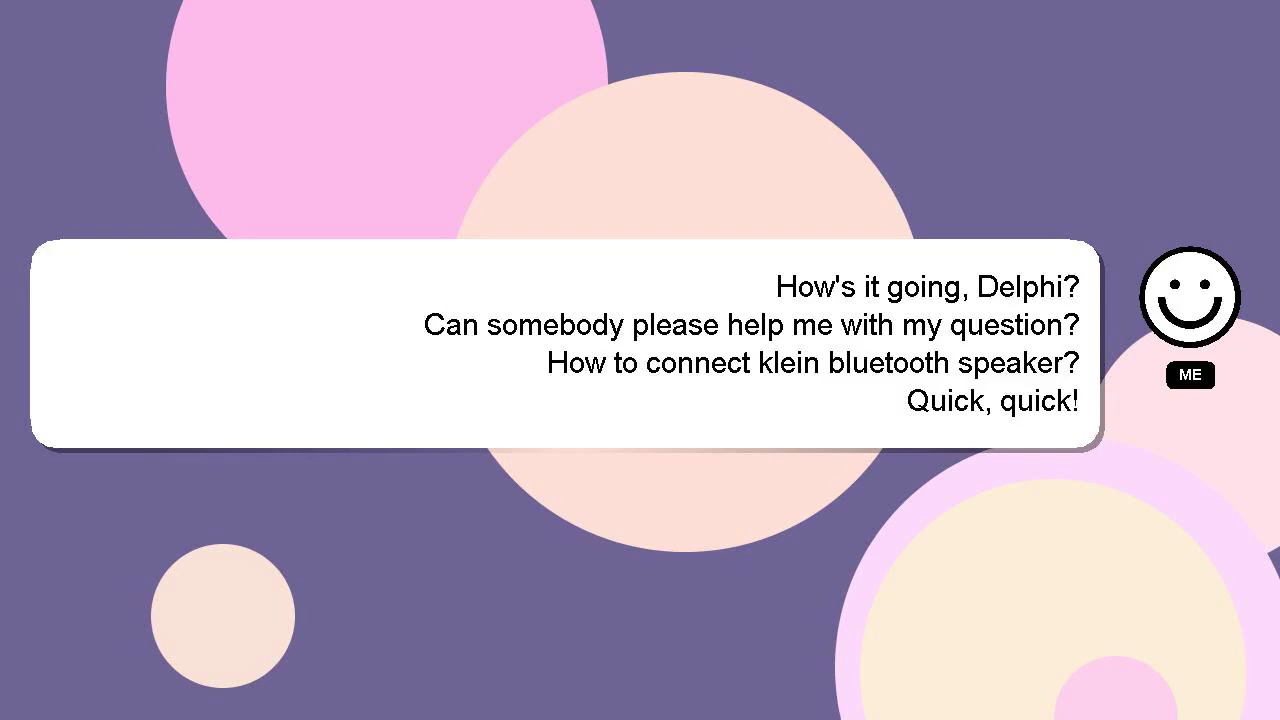 How's it going, Delphi?
Can somebody please help me with my question?
How to connect klein bluetooth speaker?
Quick, quick!
ME